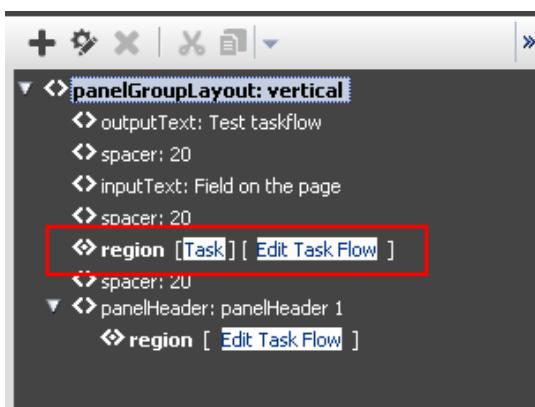 panelGroupLayout: vertical
outputText: Test taskflow
spacer: 20
inputText: Field on the page
spacer: 20
region [Task] [ Edit Task Flow ]
spacer: 20
panelHeader: panelHeader 1
region [ Edit Task Flow ]